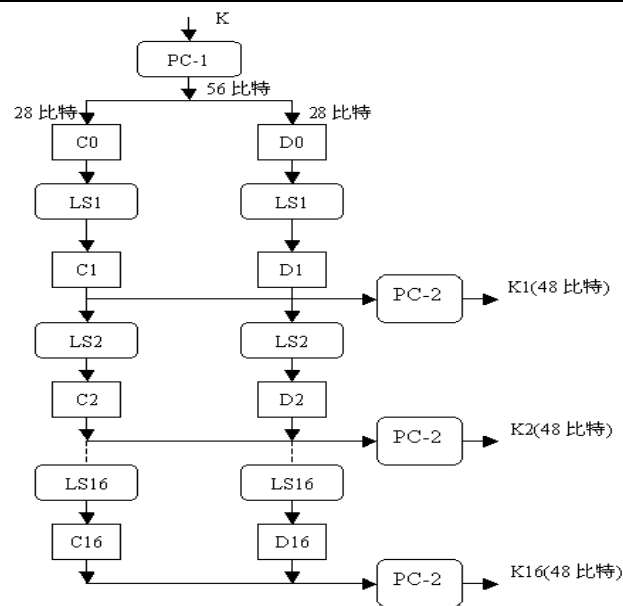 K
PC-1
56 比特
28 比特
28 比特
C0
D0
LS1
LS1
C1
D1
PC-2
K1(48 比特)
LS2
LS2
C2
D2
PC-2
K2(48 比特)
LS16
LS16
C16
D16
PC-2
K16(48 比特)